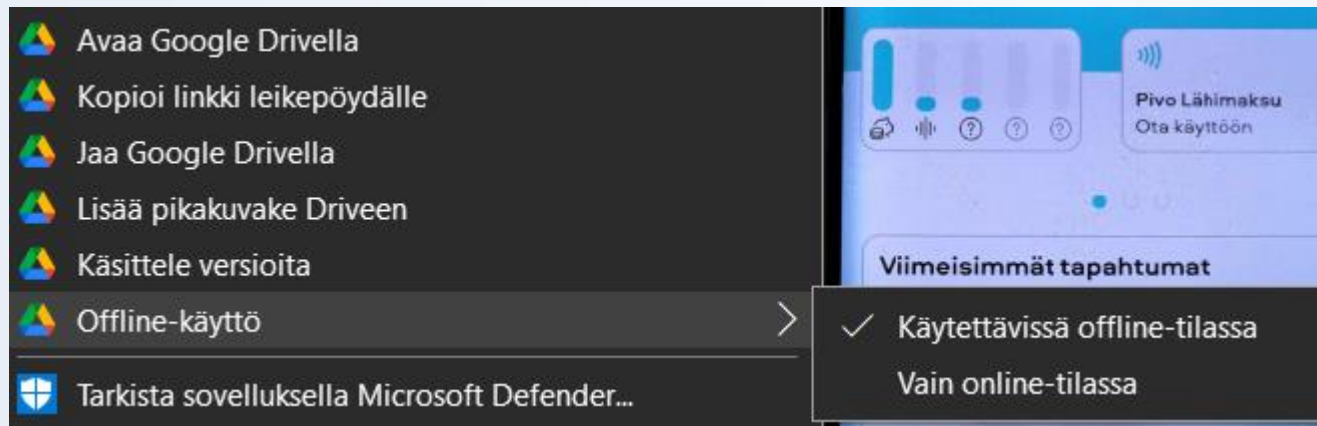 Avaa Google Drivella
Kopioi linkki leikepöydälle
Jaa Google Drivella
Lisää pikakuvake Driveen
Käsittele versioita
Offline-käyttö
Tarkista sovelluksella Microsoft Defender...
Pivo Lähimaksu
Ota käyttöön
Viimeisimmät tapahtumat
Käytettävissä offline-tilassa
Vain online-tilassa